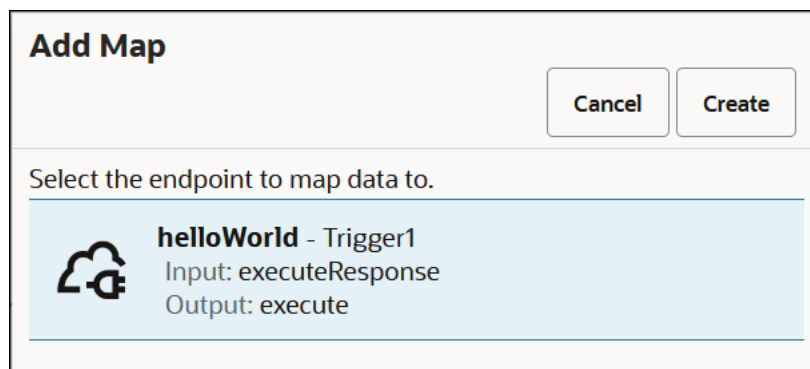 Add Map
Cancel
Create
Select the endpoint to map data to.
helloWorld - Trigger1
Input: executeResponse
Output: execute